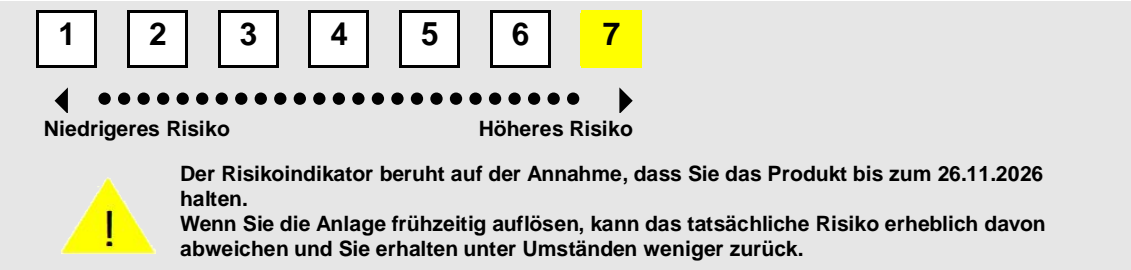 1 2 3 4 5 6 7
Niedrigeres Risiko Höheres Risiko
Der Risikoindikator beruht auf der Annahme, dass Sie das Produkt bis zum 26.11.2026
halten.
Wenn Sie die Anlage frühzeitig auflösen, kann das tatsächliche Risiko erheblich davon
abweichen und Sie erhalten unter Umständen weniger zurück.
!